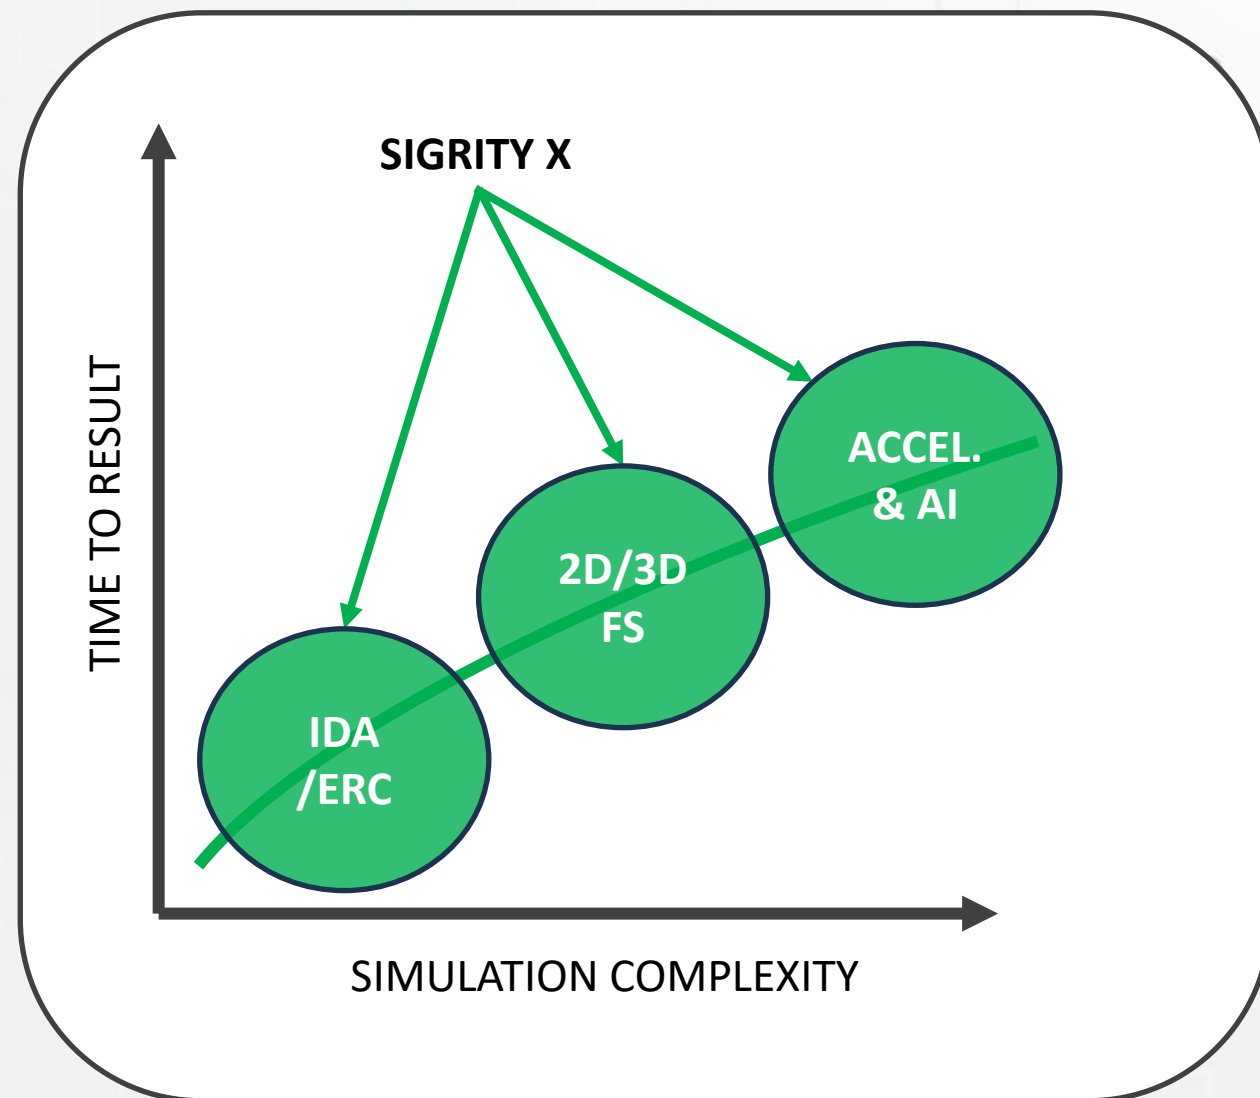 SIGRITY X
TIME TO RESULT
ACCEL.
& AI
2D/3D
FS
IDA
/ERC
SIMULATION COMPLEXITY